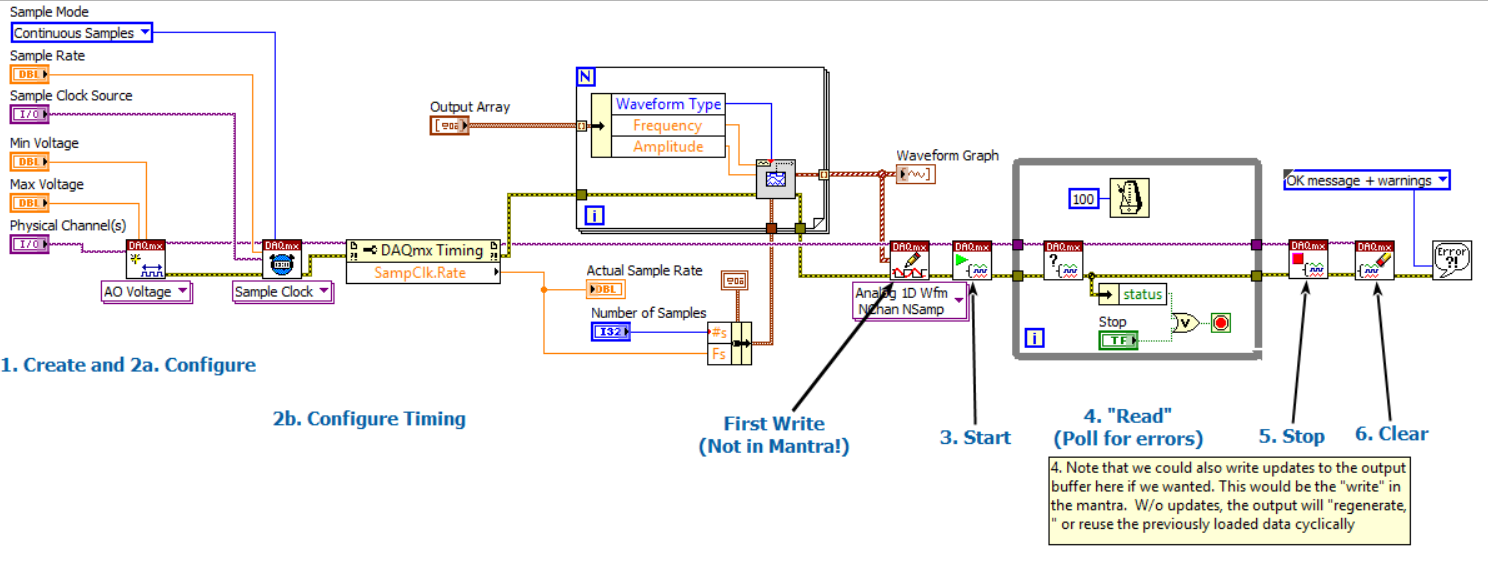 Sample Mode
Continuous Samples
Sample Rate
DBL
Sample Clock Source
I/O
Min Voltage
DBL
Max Voltage
DBL
Physical Channel(s)
I/O
DAQmx
AO Voltage
DAQmx
Sample Clock
DAQmx Timing
SampClk.Rate
Output Array
N
Waveform Type
Frequency
Amplitude
i
Actual Sample Rate
DBL
Number of Samples
I32
#s
Fs
Waveform Graph
DAQmx
Analog 1D Wfm
NChan NSamp
DAQmx
100
DAQmx
?
status
Stop
TF
V
i
OK message + warnings
DAQmx
DAQmx
Error
?!
1. Create and 2a. Configure
2b. Configure Timing
First Write
(Not in Mantra!)
3. Start
4. "Read"
(Poll for errors)
5. Stop
6. Clear
4. Note that we could also write updates to the output
buffer here if we wanted. This would be the "write" in
the mantra.  W/o updates, the output will "regenerate,
" or reuse the previously loaded data cyclically